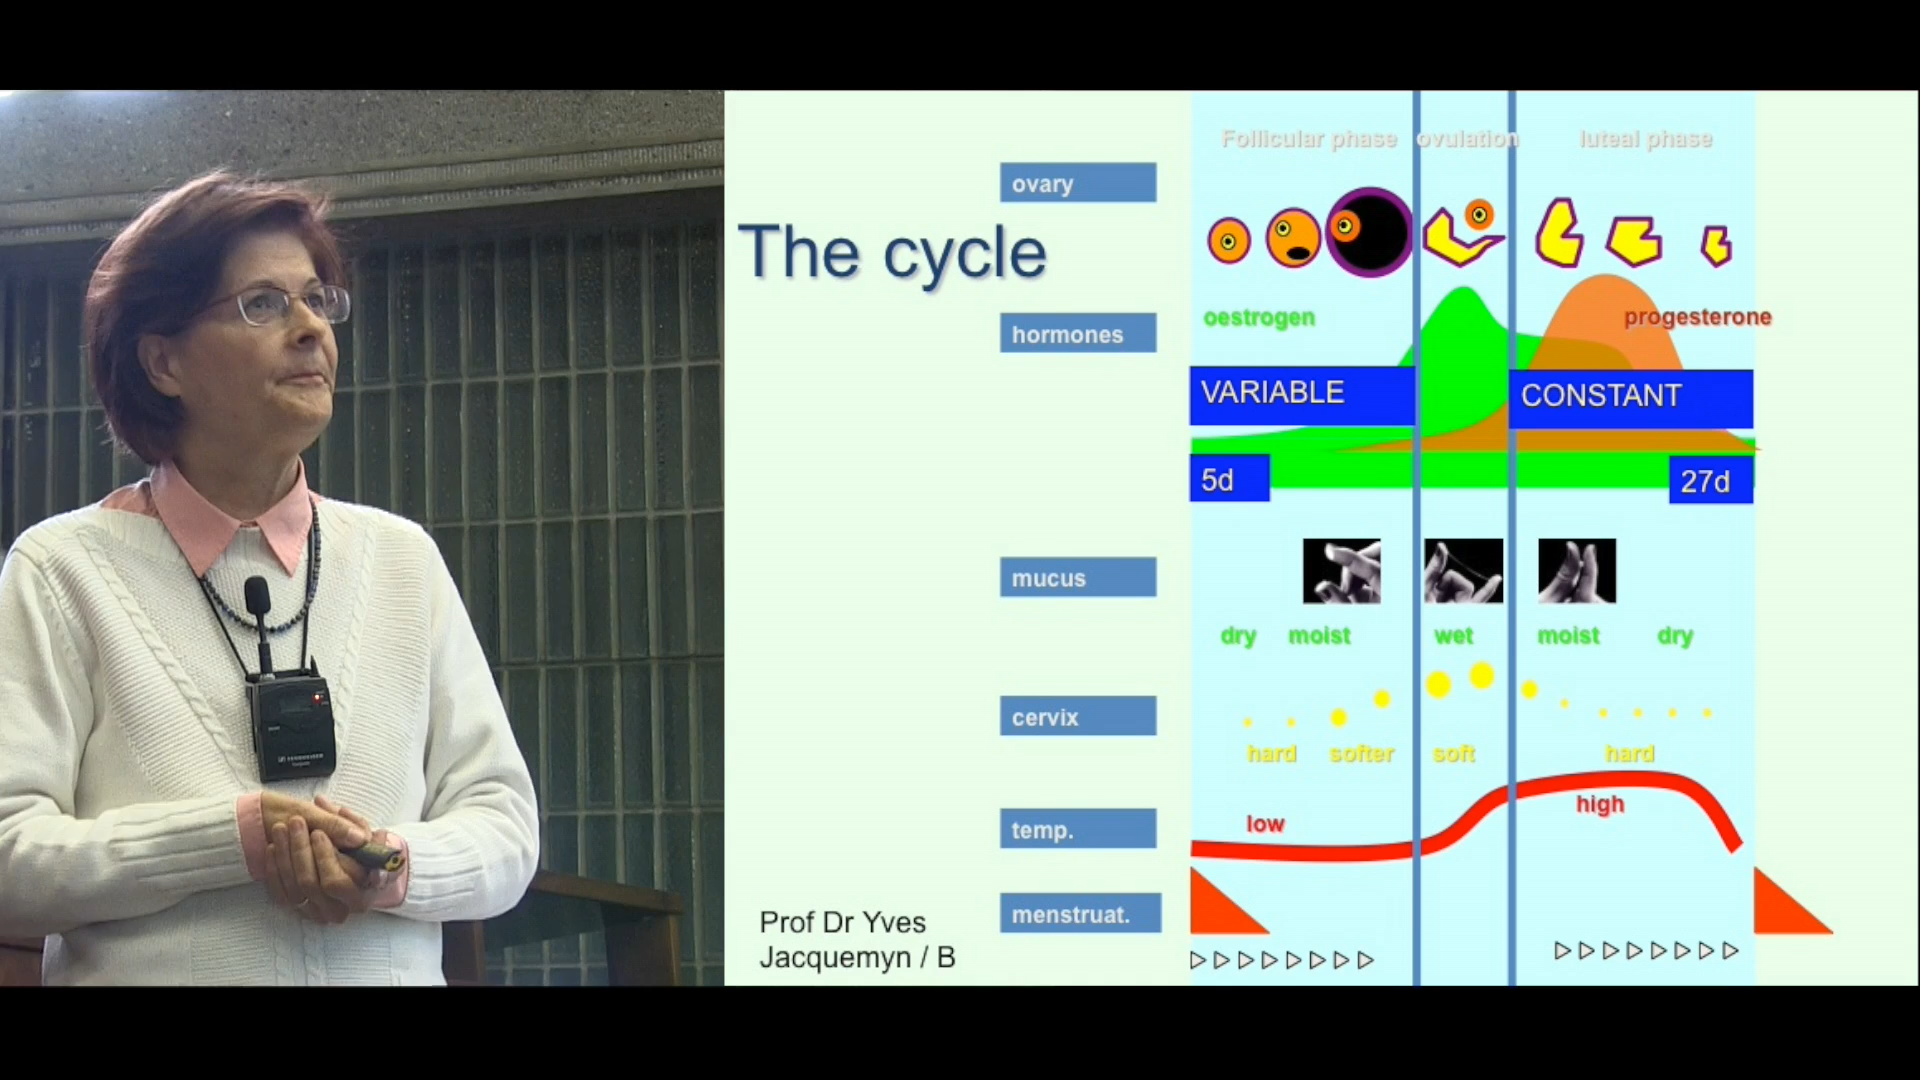 Follicular phase ovulation luteal phase
ovary
The cycle
oestrogen
progesterone
hormones
VARIABLE
CONSTANT
5d
27d
mucus
dry moist wet moist dry
cervix
hard softer soft hard
temp.
low
high
menstruat.
Prof Dr Yves
Jacquemyn / B